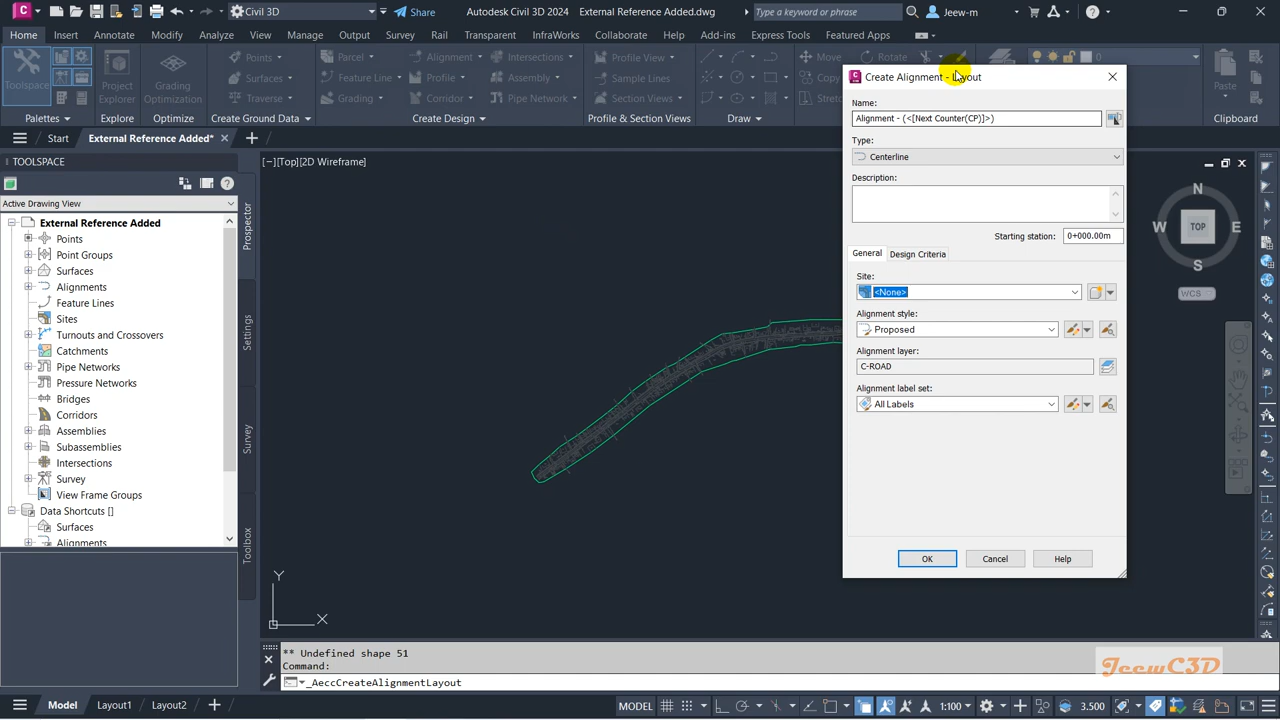 Civil 3D
Share
Autodesk Civil 3D 2024
External Reference Added.dwg
Type a keyword or phrase
Jeew-m
Home Insert Annotate Modify Analyze View Manage Output Survey Rail Transparent InfraWorks Collaborate Help Add-ins Express Tools Featured Apps
Toolspace
Project Explorer
Grading Optimization
Points
Surfaces
Traverse
Parcel
Feature Line
Grading
Alignment
Profile
Intersections
Assembly
Pipe Network
Profile View
Sample Lines
Section Views
Move
Rotate
Copy
Stretch
0
Paste
Palettes
Explore
Optimize
Create Ground Data
Create Design
Profile & Section Views
Draw
Clipboard
Start
External Reference Added*
TOOLSPACE
Active Drawing View
External Reference Added
Points
Point Groups
Surfaces
Alignments
Feature Lines
Sites
Turnouts and Crossovers
Catchments
Pipe Networks
Pressure Networks
Bridges
Corridors
Assemblies
Subassemblies
Intersections
Survey
View Frame Groups
Data Shortcuts []
Surfaces
Alignments
Prospector
Settings
Survey
Toolbox
[−][Top][2D Wireframe]
Create Alignment - Layout
Name:
Alignment - (<[Next Counter(CP)]>)
Type:
Centerline
Description:
Starting station: 0+000.00m
General Design Criteria
Site:
<None>
Alignment style:
Proposed
Alignment layer:
C-ROAD
Alignment label set:
All Labels
OK Cancel Help
N
W TOP E
S
WCS
Y
X
** Undefined shape 51
Command:
_AeccCreateAlignmentLayout
JeewC3D
Model Layout1 Layout2
MODEL
1:100
3.500